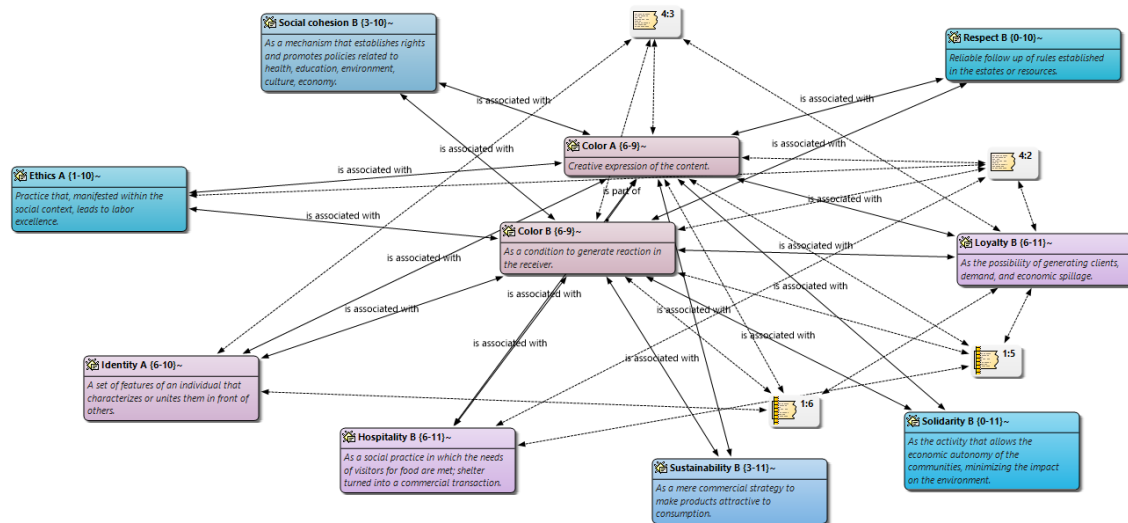 Social cohesion B {3-10}~
As a mechanism that establishes rights
and promotes policies related to
health, education, environment,
culture, economy.
4:3
Respect B {0-10}~
Reliable follow up of rules established
in the estates or resources.
is associated with
is associated with
is associated with
is associated with
Color A {6-9}~
Creative expression of the content.
4:2
is associated with
Ethics A {1-10}~
Practice that, manifested within the
social context, leads to labor
excellence.
is part of
is associated with
is associated with
Color B {6-9}~
As a condition to generate reaction in
the receiver.
is associated with
Loyalty B {6-11}~
As the possibility of generating clients,
demand, and economic spillage.
is associated with
is associated with
is associated with
is associated with
is associated with
is associated with
is associated with
1:5
Identity A {6-10}~
A set of features of an individual that
characterizes or unites them in front of
others.
1:6
Hospitality B {6-11}~
As a social practice in which the needs
of visitors for food are met; shelter
turned into a commercial transaction.
Solidarity B {0-11}~
As the activity that allows the
economic autonomy of the
communities, minimizing the impact
on the environment.
Sustainability B {3-11}~
As a mere commercial strategy to
make products attractive to
consumption.